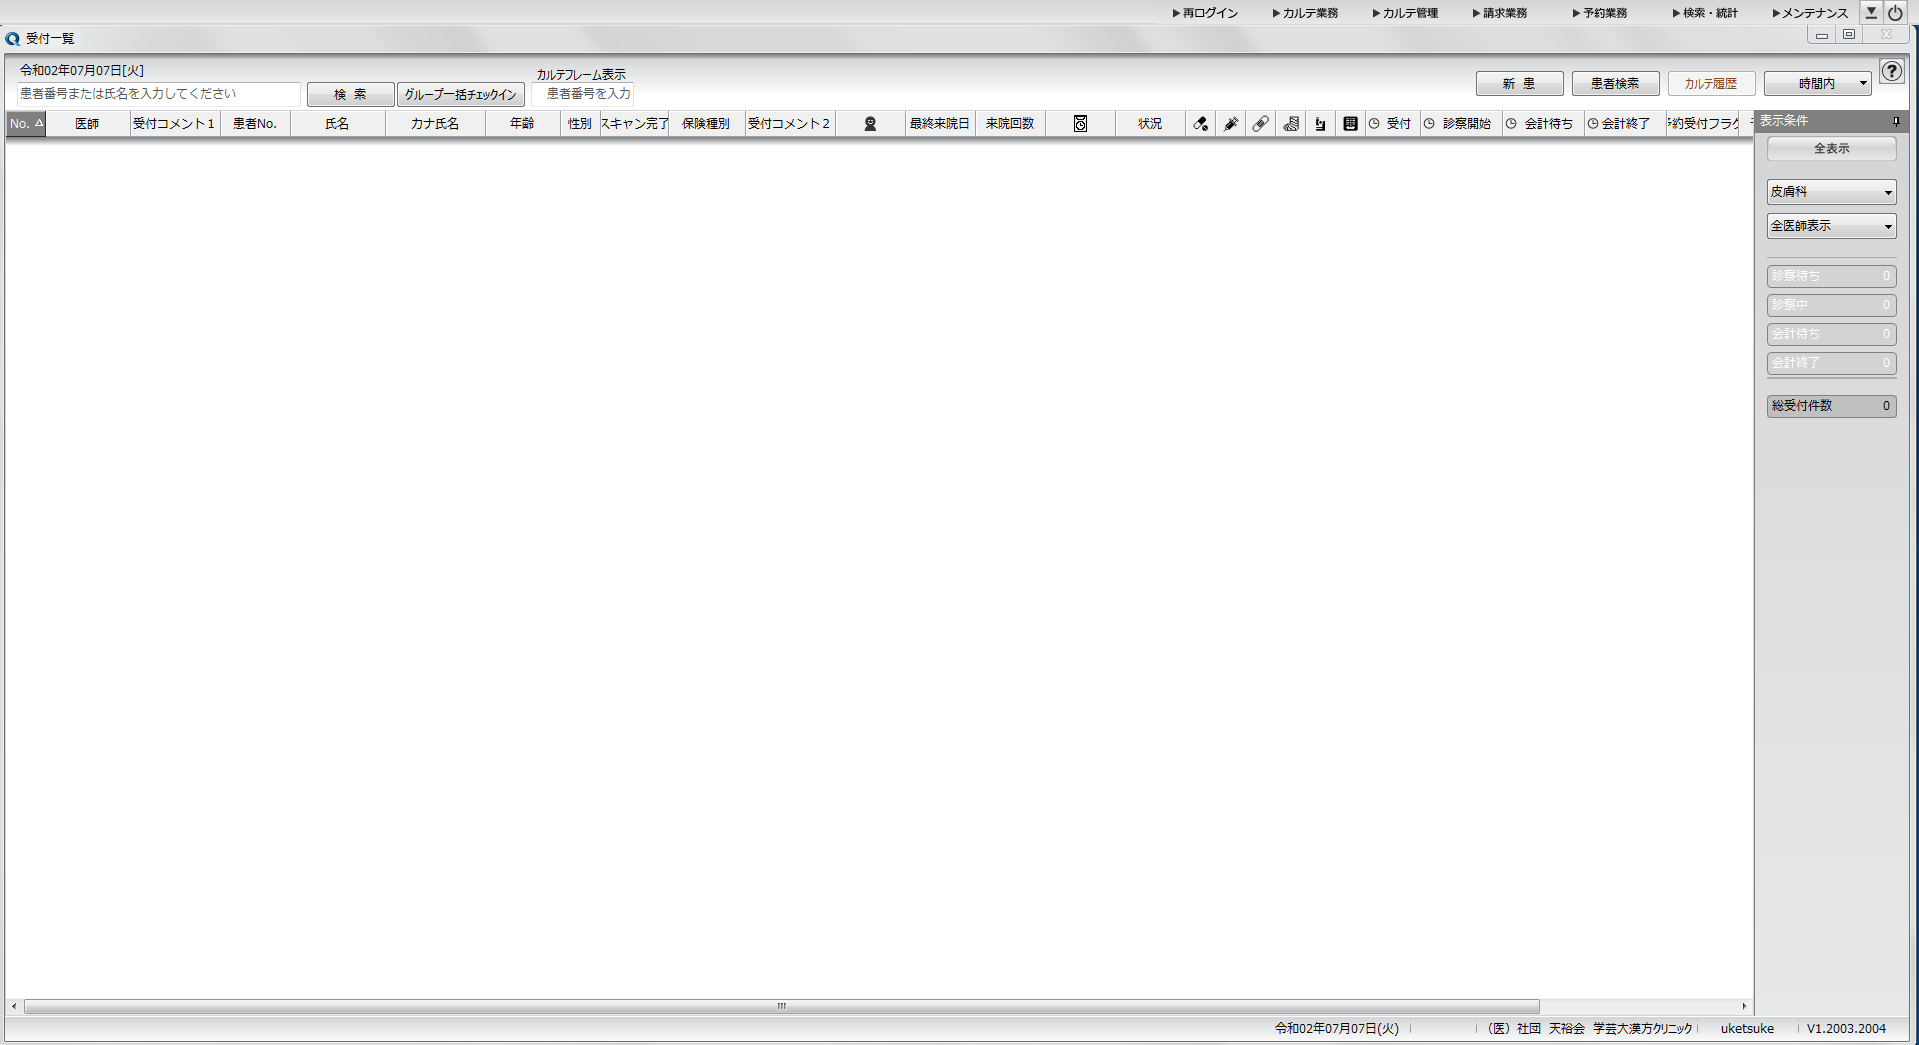 ▶再ログイン ▶カルテ業務 ▶カルテ管理 ▶請求業務 ▶予約業務 ▶検索・統計 ▶メンテナンス
受付一覧
令和02年07月07日[火]
カルテフレーム表示
患者番号または氏名を入力してください 検 索 グループ一括チェックイン 患者番号を入力
新 患 患者検索 カルテ履歴 時間内 ?
No. △ 医師 受付コメント1 患者No. 氏名 カナ氏名 年齢 性別 スキャン完了 保険種別 受付コメント2 最終来院日 来院回数 状況 受付 診察開始 会計待ち 会計終了 約受付フラグ
表示条件
全表示
皮膚科
全医師表示
診察待ち 0
診察中 0
会計待ち 0
会計終了 0
総受付件数 0
令和02年07月07日(火) (医) 社団 天裕会 学芸大漢方クリニック uketsuke V1.2003.2004